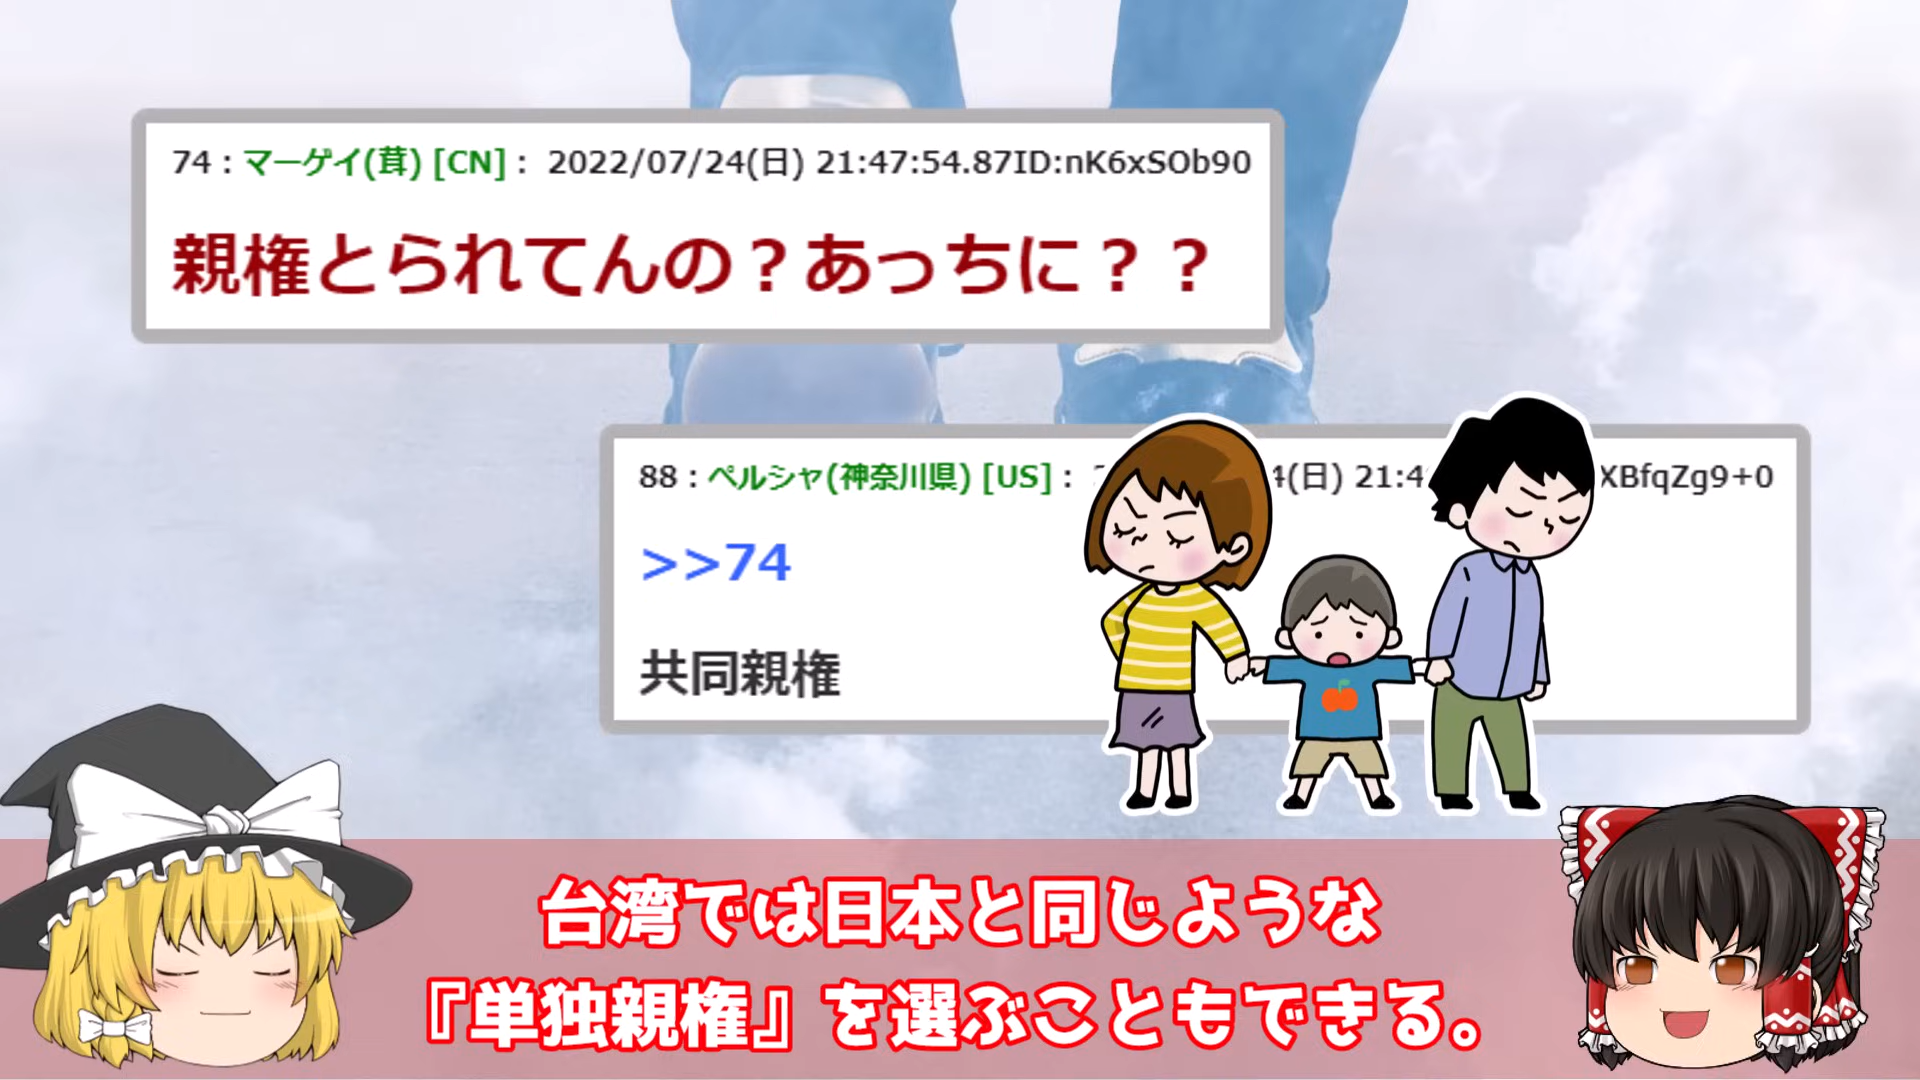 74 : マーゲイ(茸) [CN] : 2022/07/24(日) 21:47:54.87ID:nK6xSOb90
親権とられてんの？あっちに？？
88 : ペルシャ(神奈川県) [US] : 4(日) 21:4 XBfqZg9+0
>>74
共同親権
台湾では日本と同じような
『単独親権』を選ぶこともできる。